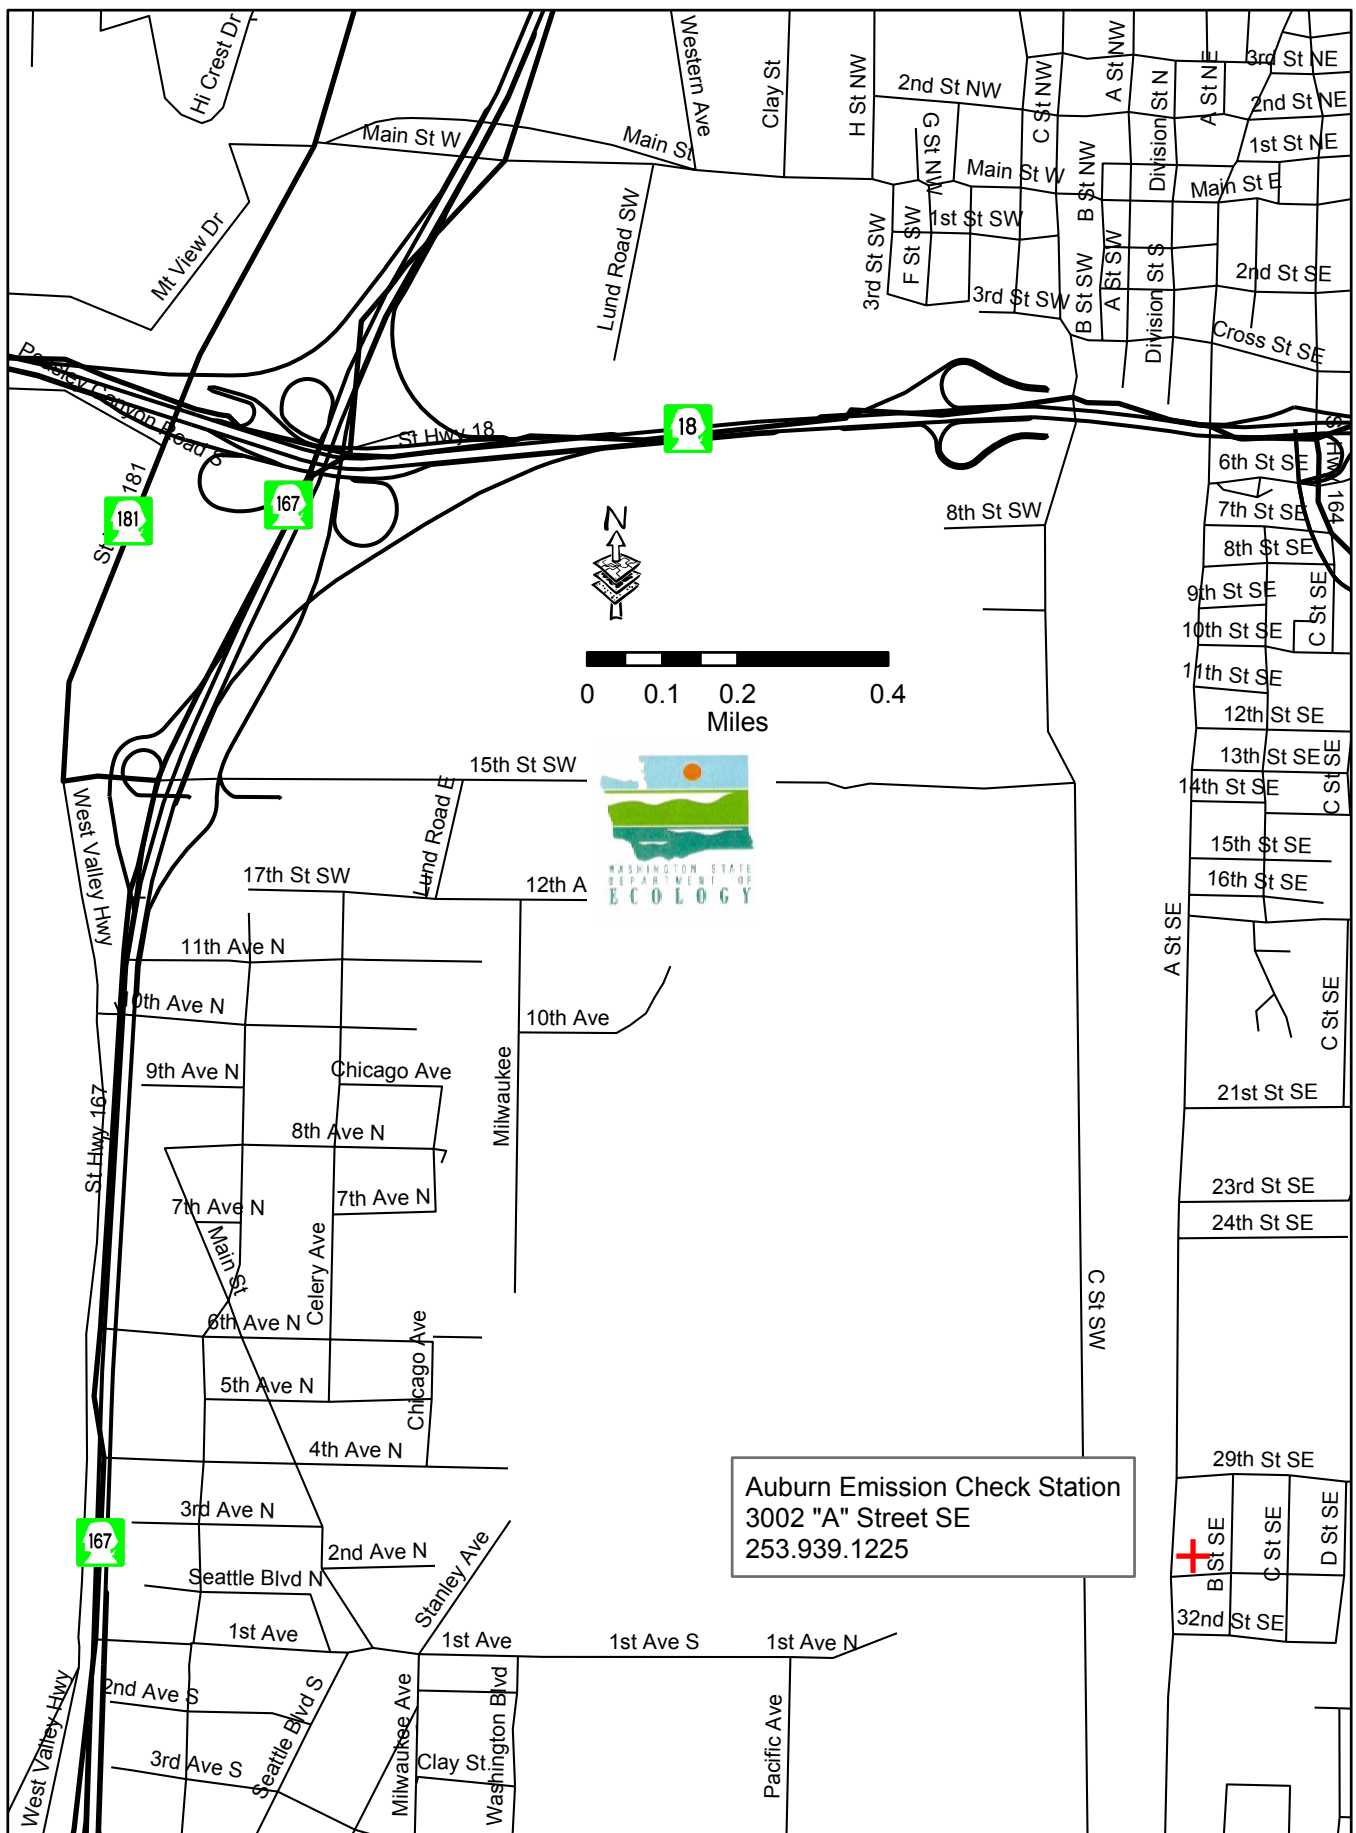 Hi Crest Dr
Western Ave
Clay St
H St NW
2nd St NW
C St NW
A St NW
Division St N
A St NE
3rd St NE
2nd St NE
1st St NE
Main St W
Main St
G St NW
Main St W
B St NW
Main St E
Mt View Dr
Lund Road SW
3rd St SW
F St SW
1st St SW
3rd St SW
B St SW
A St SW
Division St S
2nd St SE
Cross St SE
Peasley Canyon Road S
St Hwy 18
18
St Hwy 164
6th St SE
181
181
167
St
N
8th St SW
7th St SE
8th St SE
9th St SE
C St SE
10th St SE
11th St SE
0 0.1 0.2 0.4
Miles
12th St SE
13th St SE
C St SE
14th St SE
15th St SW
Lund Road E
West Valley Hwy
WASHINGTON STATE
DEPARTMENT OF
ECOLOGY
15th St SE
16th St SE
17th St SW
12th A
A St SE
11th Ave N
10th Ave N
10th Ave
C St SE
9th Ave N
Chicago Ave
Milwaukee
21st St SE
St Hwy 167
8th Ave N
7th Ave N
7th Ave N
23rd St SE
24th St SE
Main St
Celery Ave
6th Ave N
C St SW
5th Ave N
Chicago Ave
4th Ave N
29th St SE
Auburn Emission Check Station
3002 "A" Street SE
253.939.1225
3rd Ave N
167
2nd Ave N
Stanley Ave
B St SE
C St SE
D St SE
Seattle Blvd N
32nd St SE
1st Ave
1st Ave
1st Ave S
1st Ave N
West Valley Hwy
2nd Ave S
Seattle Blvd S
Milwaukee Ave
Washington Blvd
Pacific Ave
3rd Ave S
Clay St.